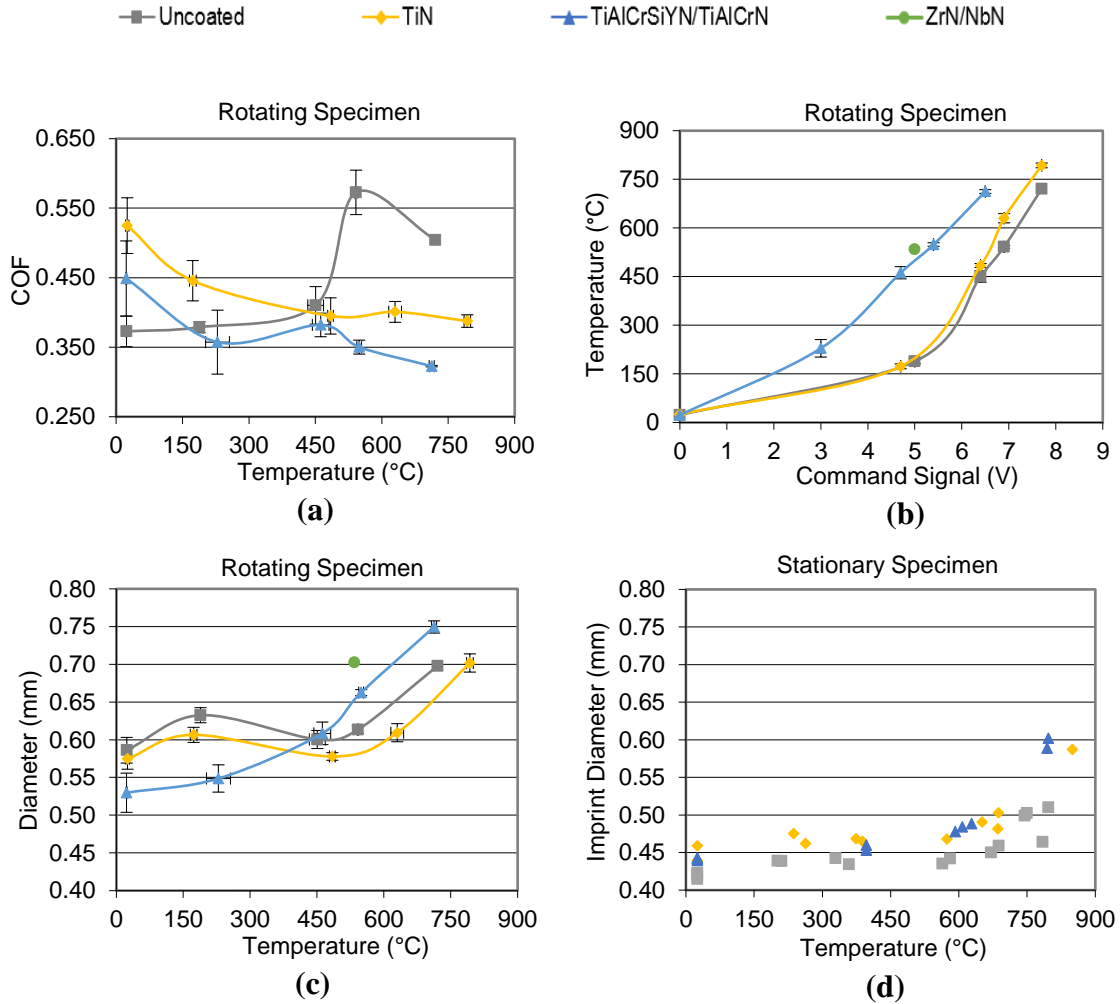 Uncoated TiN TiAlCrSiYN/TiAlCrN ZrN/NbN
Rotating Specimen
0.650
0.550
0.450
0.350
0.250
COF
0 150 300 450 600 750 900
Temperature (°C)
(a)
Rotating Specimen
900
750
600
450
300
150
0
Temperature (°C)
0 1 2 3 4 5 6 7 8 9
Command Signal (V)
(b)
Rotating Specimen
0.80
0.75
0.70
0.65
0.60
0.55
0.50
0.45
0.40
Diameter (mm)
0 150 300 450 600 750 900
Temperature (°C)
(c)
Stationary Specimen
0.80
0.75
0.70
0.65
0.60
0.55
0.50
0.45
0.40
Imprint Diameter (mm)
0 150 300 450 600 750 900
Temperature (°C)
(d)